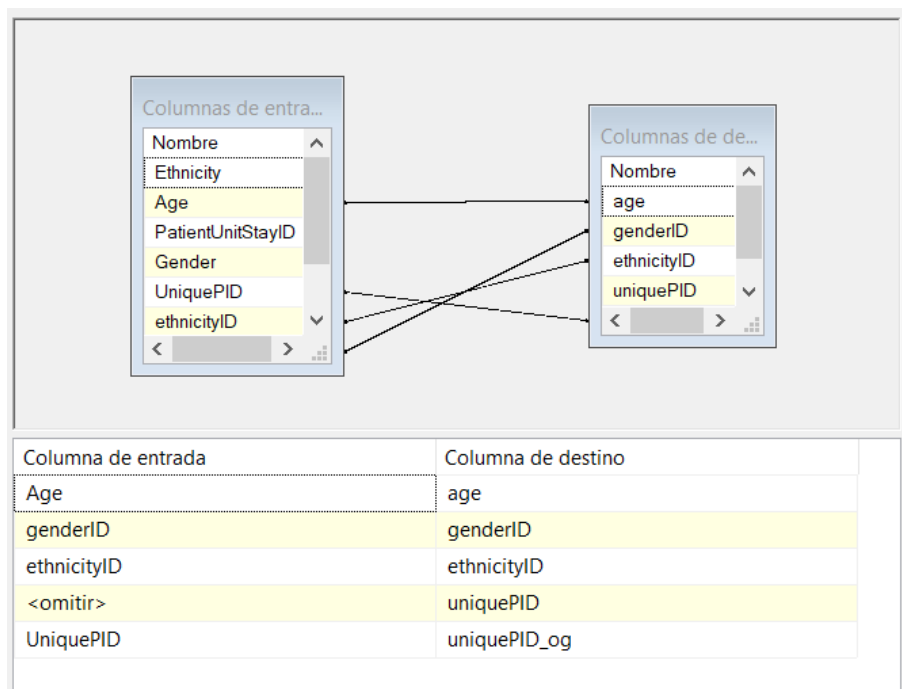 Columnas de entra...
Nombre
Ethnicity
Age
PatientUnitStayID
Gender
UniquePID
ethnicityID
Columnas de de...
Nombre
age
genderID
ethnicityID
uniquePID
Columna de entrada Columna de destino
Age age
genderID genderID
ethnicityID ethnicityID
<omitir> uniquePID
UniquePID uniquePID_og